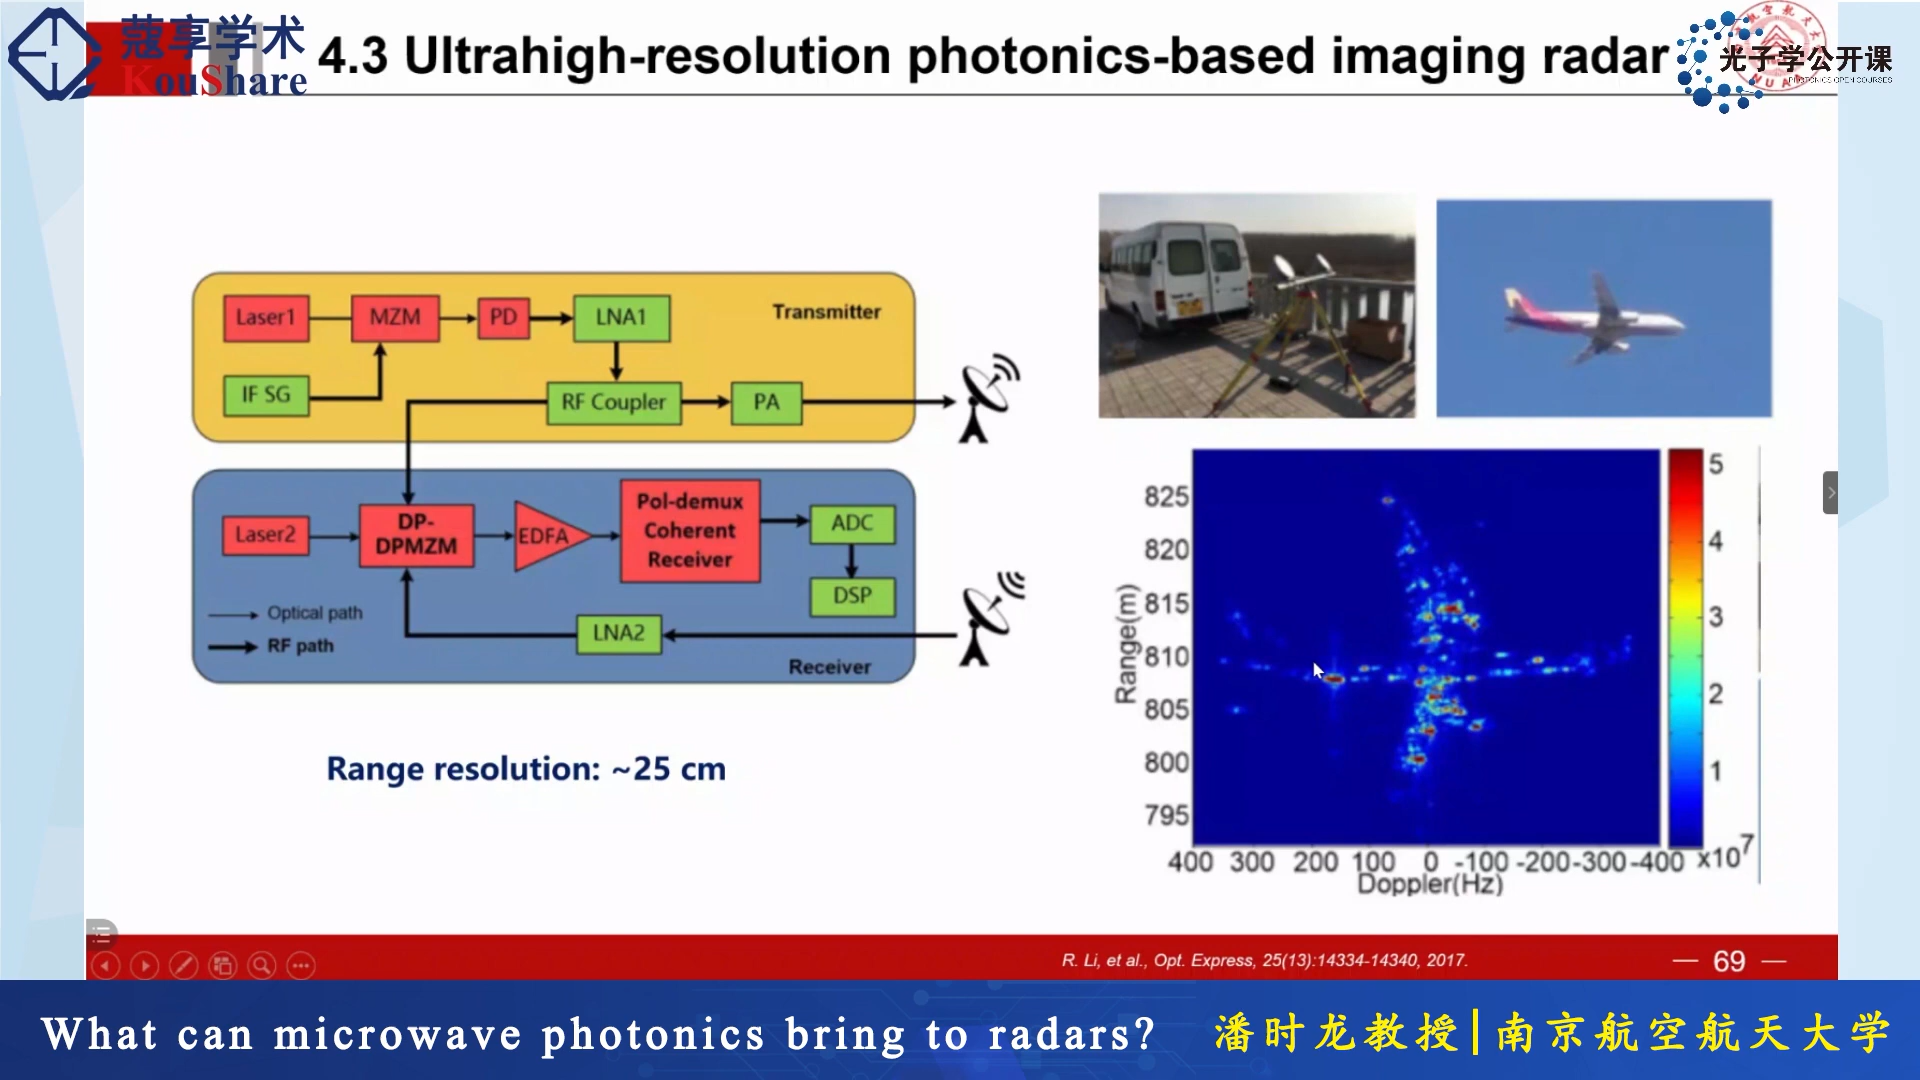 蔻享学术
KouShare
4.3 Ultrahigh-resolution photonics-based imaging radar
光子学公开课
PHOTONICS OPEN COURSES
Laser1
MZM
PD
LNA1
Transmitter
IF SG
RF Coupler
PA
Laser2
DP-
DPMZM
EDFA
Pol-demux
Coherent
Receiver
ADC
DSP
Optical path
RF path
LNA2
Receiver
Range resolution: ~25 cm
Range(m)
825
820
815
810
805
800
795
400 300 200 100 0 -100 -200 -300 -400
Doppler(Hz)
5
4
3
2
1
x10^7
R. Li, et al., Opt. Express, 25(13):14334-14340, 2017.
69
What can microwave photonics bring to radars?
潘时龙教授|南京航空航天大学